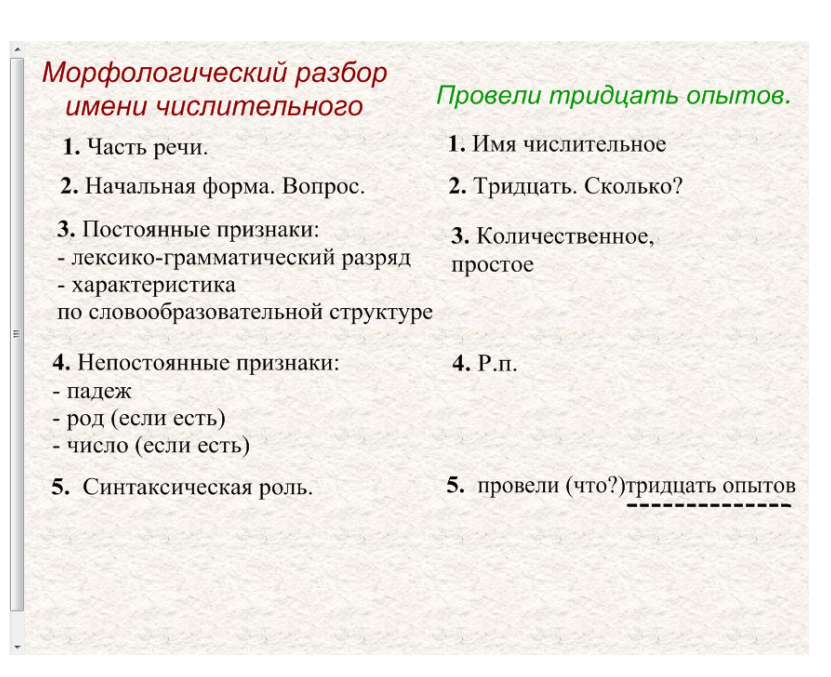 Морфологический разбор
имени числительного
1. Часть речи.
2. Начальная форма. Вопрос.
3. Постоянные признаки:
- лексико-грамматический разряд
- характеристика
по словообразовательной структуре
4. Непостоянные признаки:
- падеж
- род (если есть)
- число (если есть)
5. Синтаксическая роль.
Провели тридцать опытов.
1. Имя числительное
2. Тридцать. Сколько?
3. Количественное,
простое
4. Р.п.
5. провели (что?)тридцать опытов